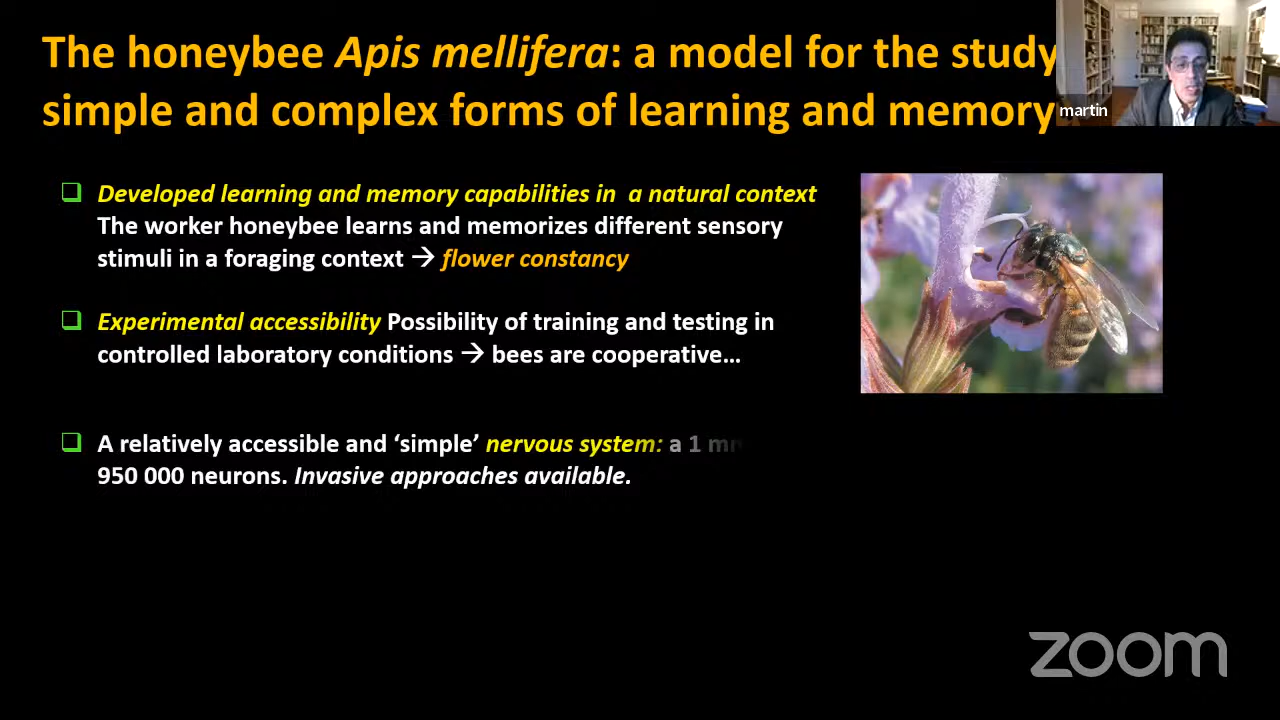 The honeybee Apis mellifera: a model for the study
simple and complex forms of learning and memory
martin
❑ Developed learning and memory capabilities in a natural context
The worker honeybee learns and memorizes different sensory
stimuli in a foraging context → flower constancy
❑ Experimental accessibility Possibility of training and testing in
controlled laboratory conditions → bees are cooperative…
❑ A relatively accessible and ‘simple’ nervous system: a 1
950 000 neurons. Invasive approaches available.
zoom